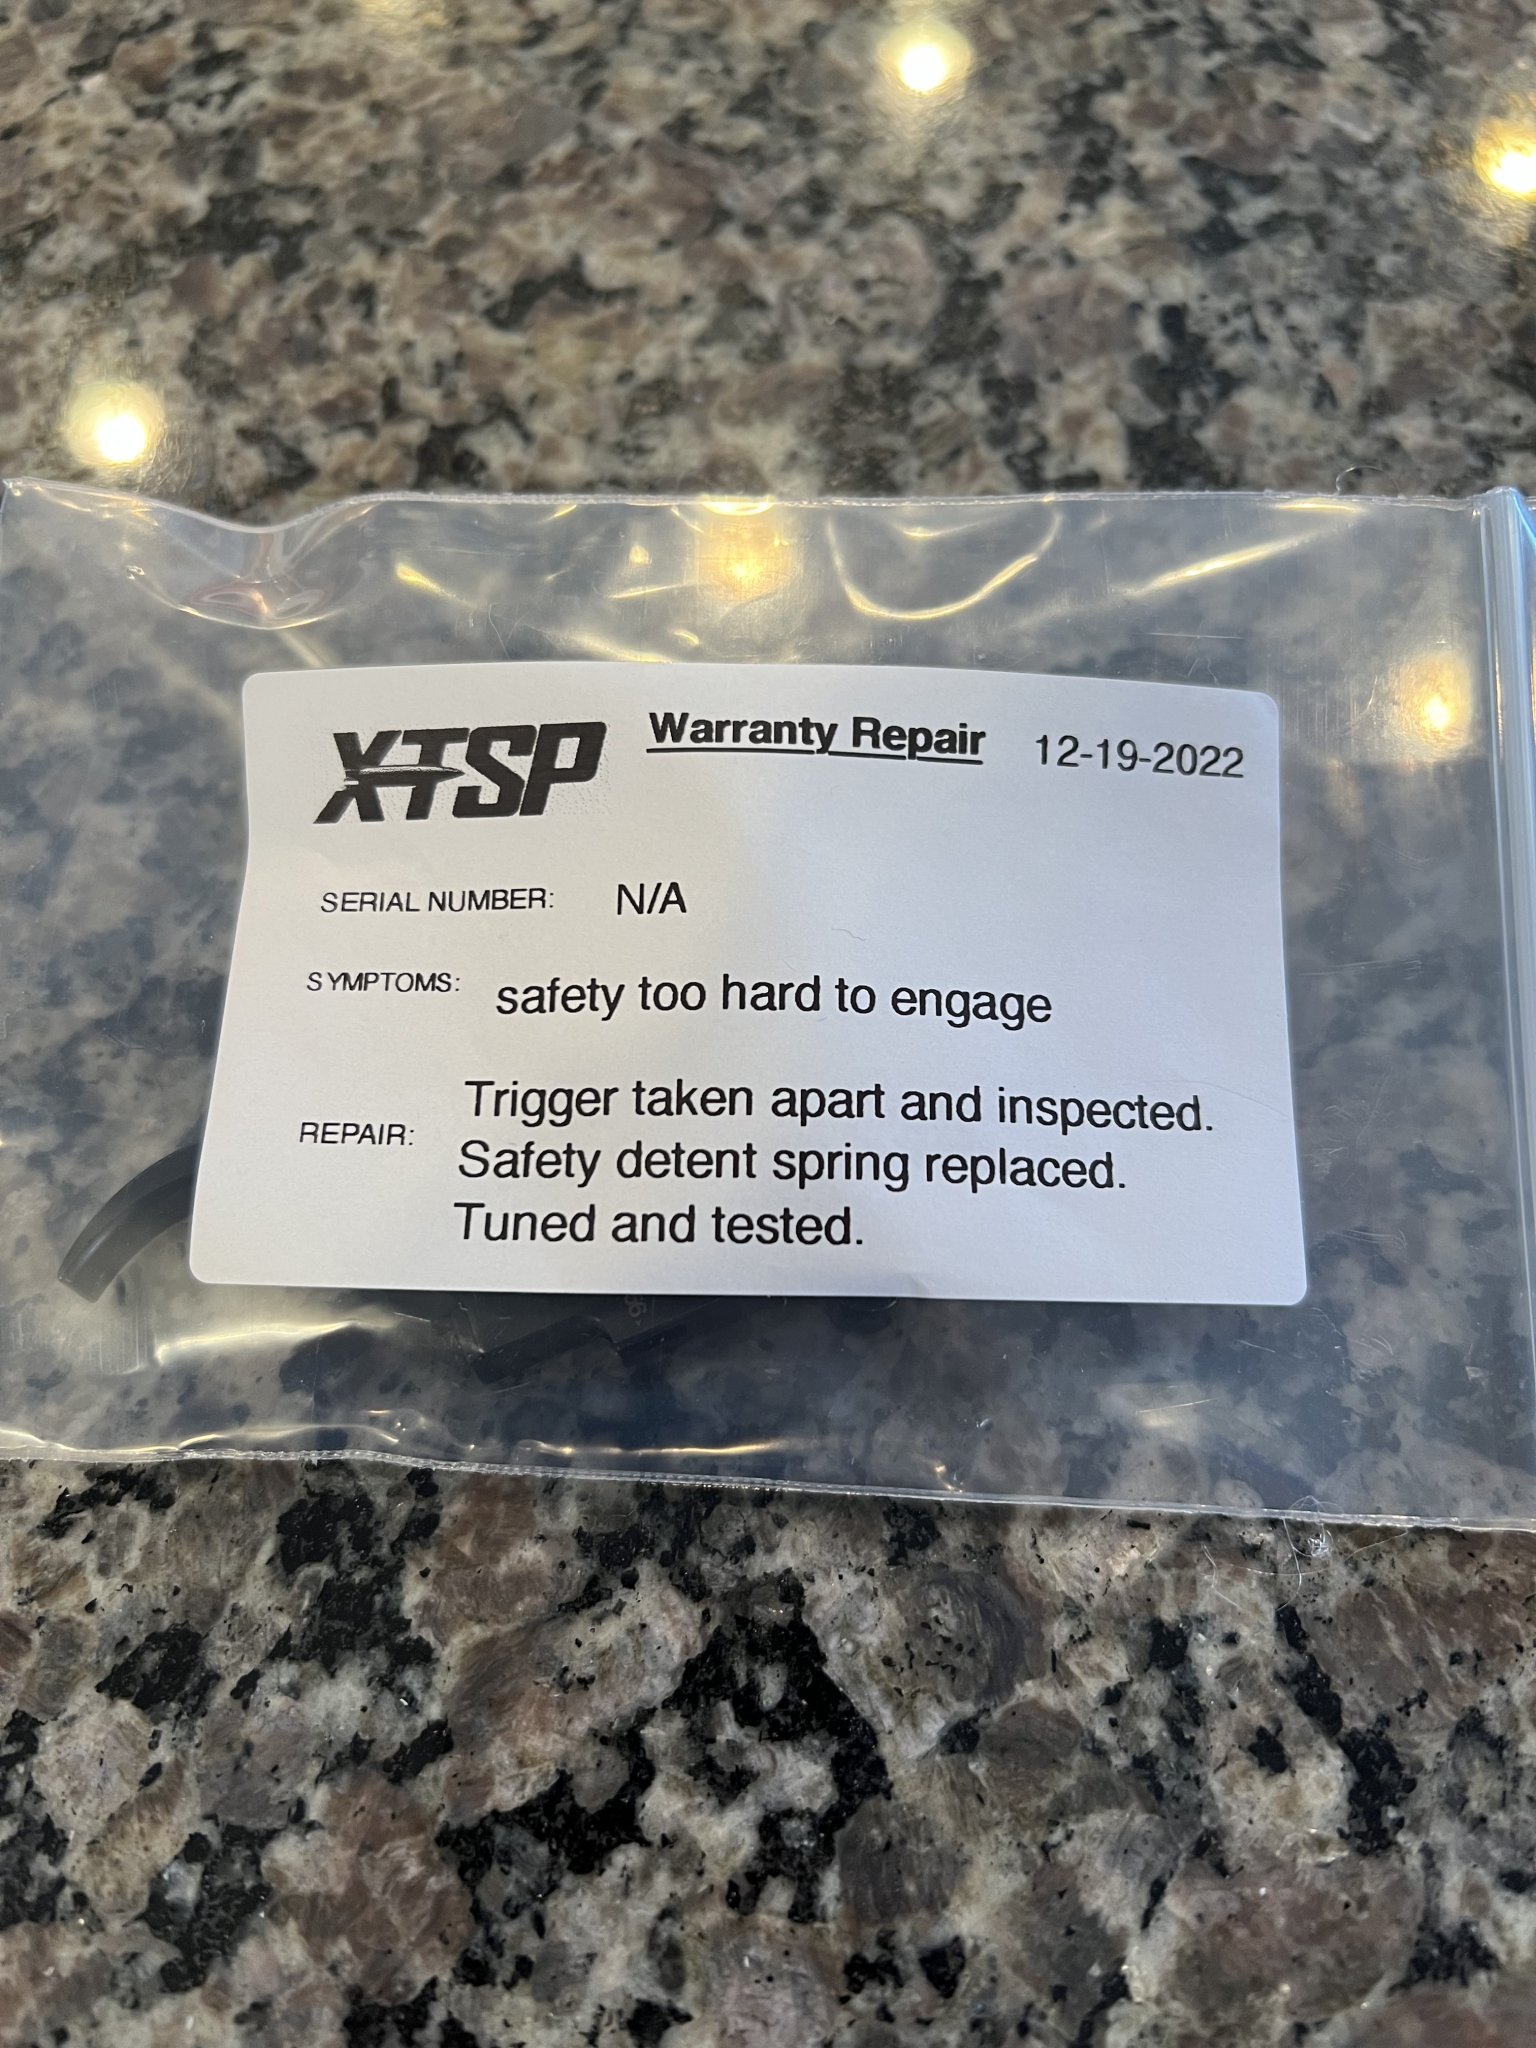 XTSP Warranty Repair 12-19-2022
SERIAL NUMBER: N/A
SYMPTOMS: safety too hard to engage
Trigger taken apart and inspected.
REPAIR: Safety detent spring replaced.
Tuned and tested.